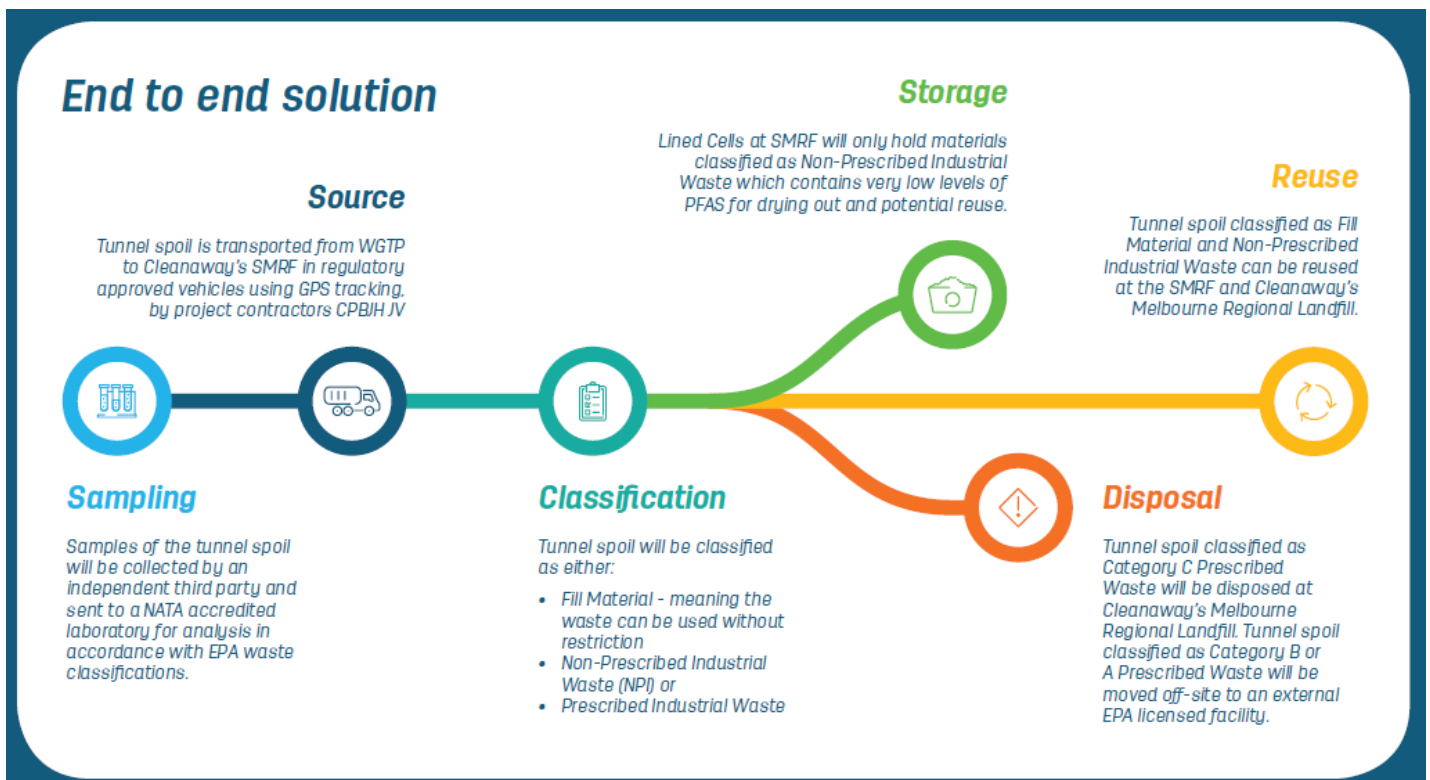 End to end solution
Source
Tunnel spoil is transported from WGTP
to Cleanaway's SMRF in regulatory
approved vehicles using GPS tracking,
by project contractors CPBJH JV
Storage
Lined Cells at SMRF will only hold materials
classified as Non-Prescribed Industrial
Waste which contains very low levels of
PFAS for drying out and potential reuse.
Reuse
Tunnel spoil classified as Fill
Material and Non-Prescribed
Industrial Waste can be reused
at the SMRF and Cleanaway's
Melbourne Regional Landfill.
Sampling
Samples of the tunnel spoil
will be collected by an
independent third party and
sent to a NATA accredited
laboratory for analysis in
accordance with EPA waste
classifications.
Classification
Tunnel spoil will be classified
as either:
• Fill Material - meaning the
waste can be used without
restriction
• Non-Prescribed Industrial
Waste (NPI) or
• Prescribed Industrial Waste
Disposal
Tunnel spoil classified as
Category C Prescribed
Waste will be disposed at
Cleanaway's Melbourne
Regional Landfill. Tunnel spoil
classified as Category B or
A Prescribed Waste will be
moved off-site to an external
EPA licensed facility.